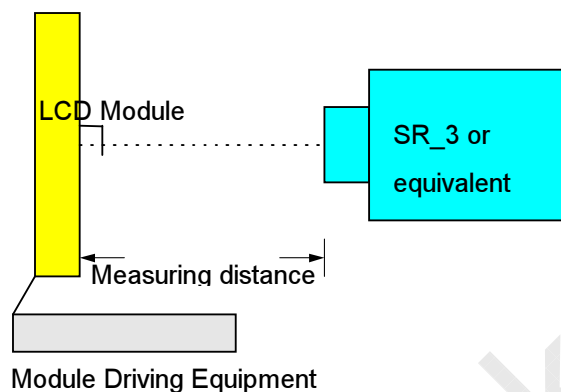 LCD Module
SR_3 or
equivalent
Measuring distance
Module Driving Equipment